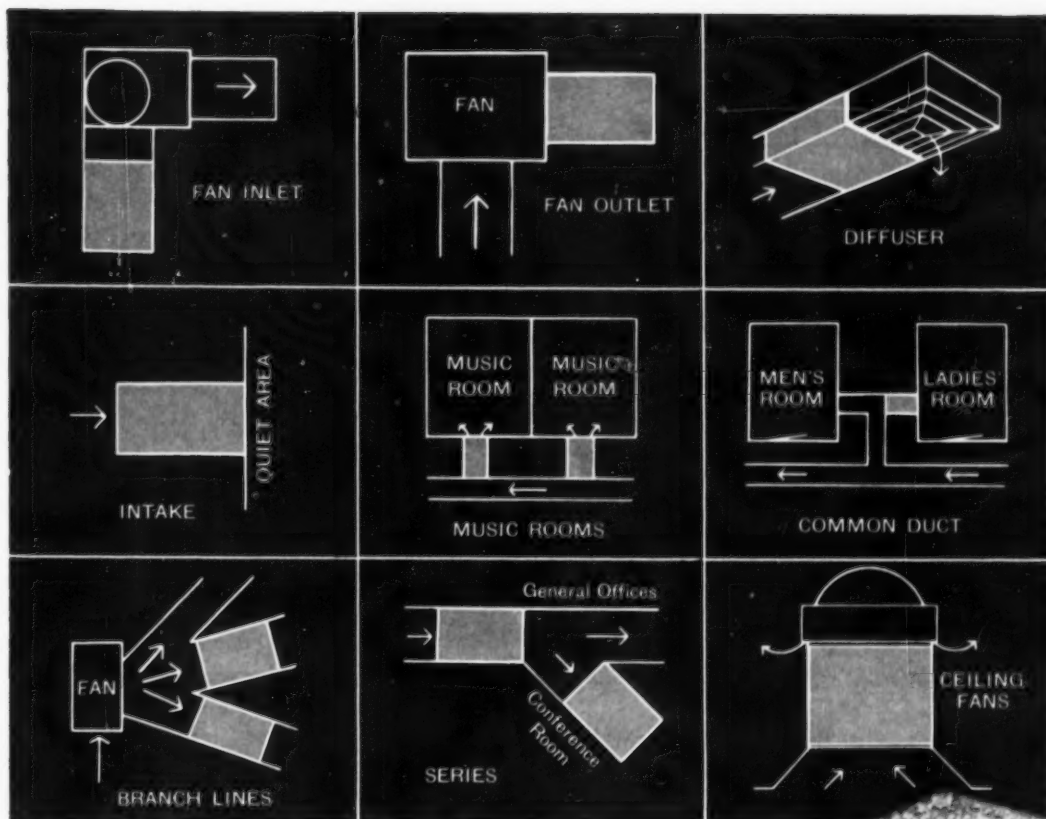 FAN INLET
FAN
FAN OUTLET
DIFFUSER
QUIET AREA
INTAKE
MUSIC
ROOM
MUSIC
ROOM
MUSIC ROOMS
MEN'S
ROOM
LADIES'
ROOM
COMMON DUCT
FAN
BRANCH LINES
General Offices
Conference
Room
SERIES
CEILING
FANS